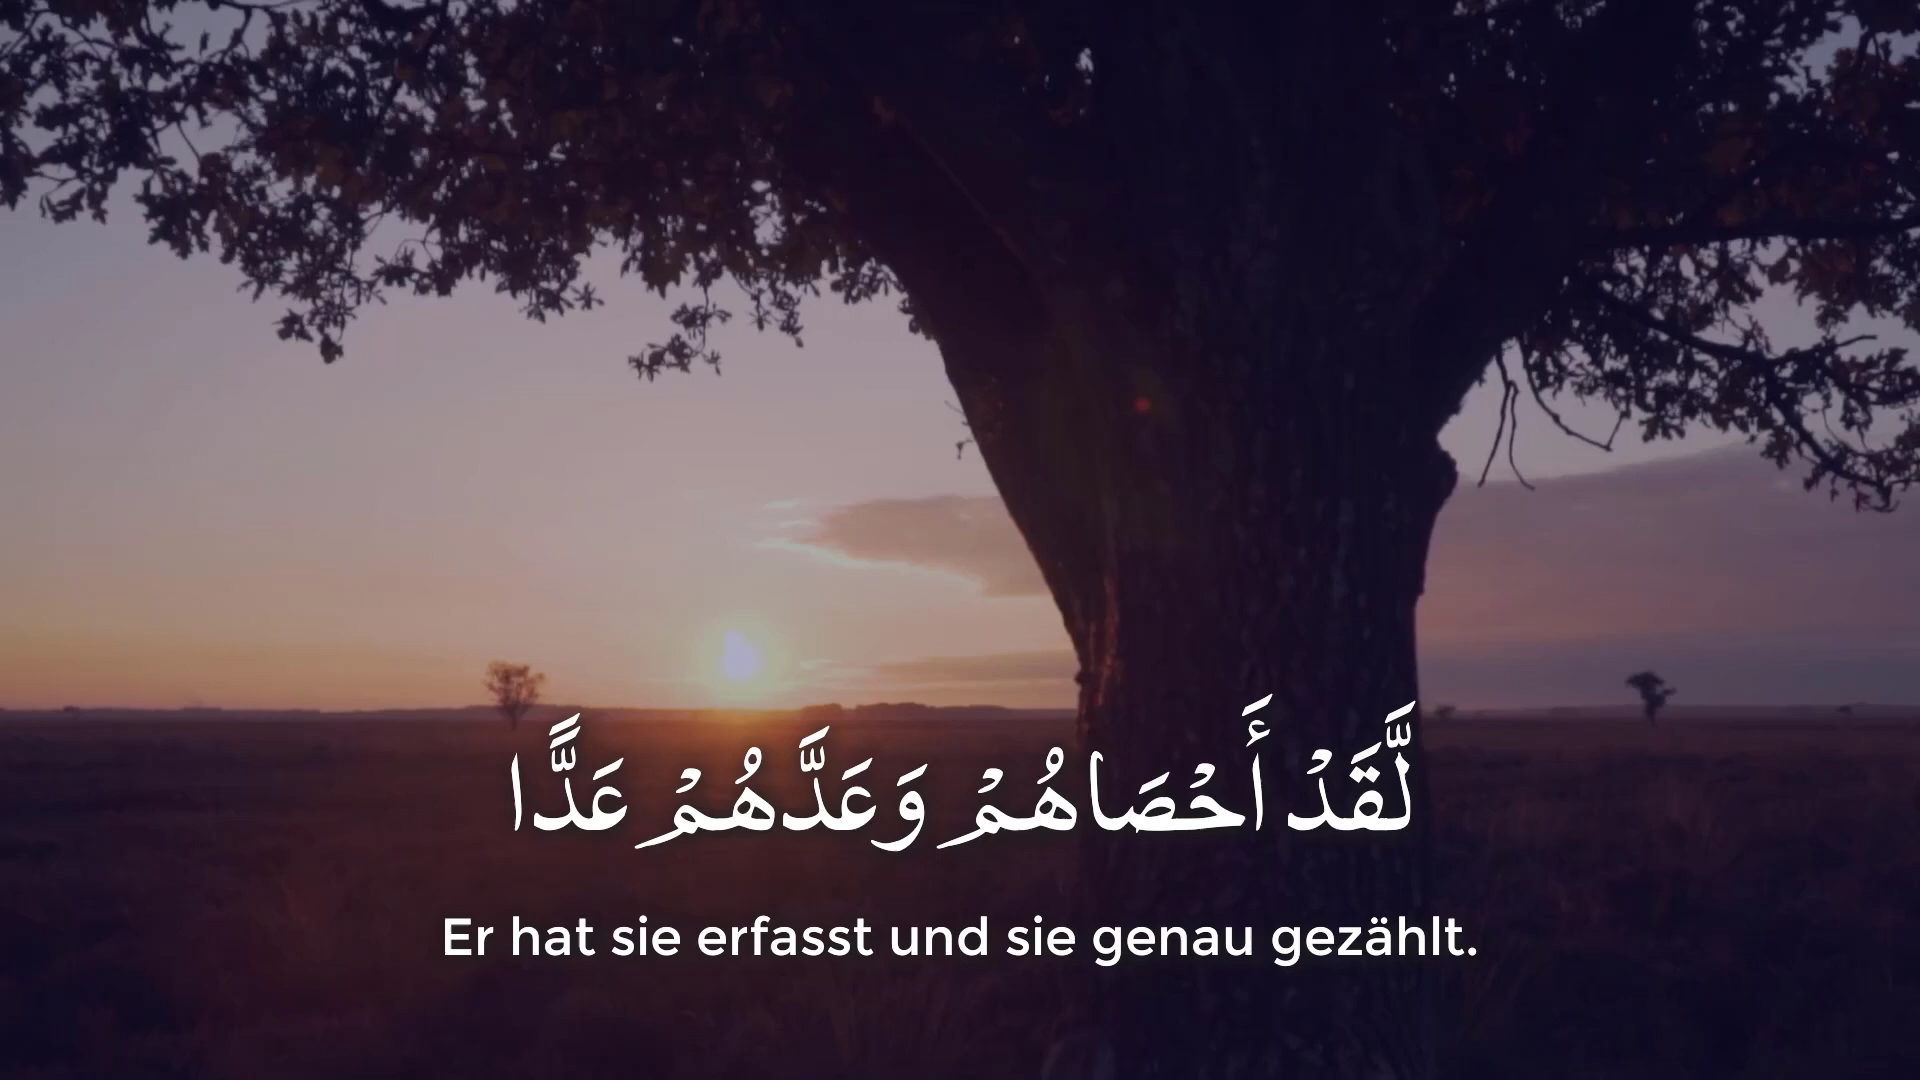 لَّقَدْ أَحْصَاهُمْ وَعَدَّهُمْ عَدًّا
Er hat sie erfasst und sie genau gezählt.